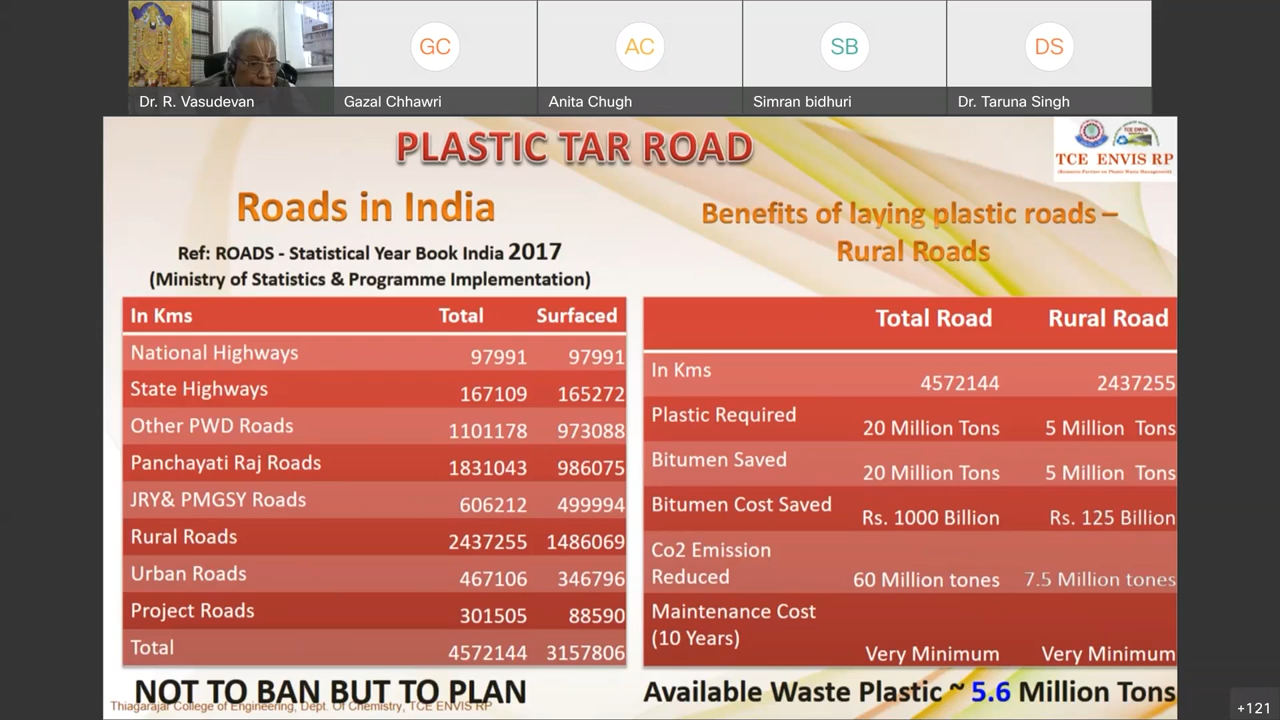 GC
AC
SB
DS
Dr. R. Vasudevan
Gazal Chhawri
Anita Chugh
Simran bidhuri
Dr. Taruna Singh
PLASTIC TAR ROAD
TCE ENVIS RP
Roads in India
Ref: ROADS - Statistical Year Book India 2017
(Ministry of Statistics & Programme Implementation)
In Kms Total Surfaced
National Highways 97991 97991
State Highways 167109 165272
Other PWD Roads 1101178 973088
Panchayati Raj Roads 1831043 986075
JRY& PMGSY Roads 606212 499994
Rural Roads 2437255 1486069
Urban Roads 467106 346796
Project Roads 301505 88590
Total 4572144 3157806
NOT TO BAN BUT TO PLAN
Thiagarajar College of Engineering, Dept. Of Chemistry, TCE ENVIS RP
Benefits of laying plastic roads –
Rural Roads
Total Road Rural Road
In Kms 4572144 2437255
Plastic Required 20 Million Tons 5 Million Tons
Bitumen Saved 20 Million Tons 5 Million Tons
Bitumen Cost Saved Rs. 1000 Billion Rs. 125 Billion
Co2 Emission
Reduced 60 Million tones 7.5 Million tones
Maintenance Cost
(10 Years) Very Minimum Very Minimum
Available Waste Plastic ~ 5.6 Million Tons
+121